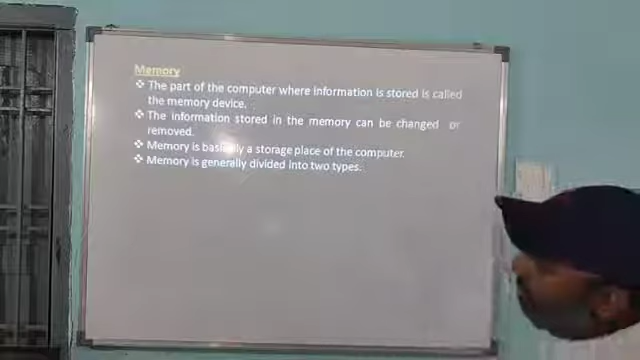 Memory
❖ The part of the computer where information is stored is called
the memory device.
❖ The information stored in the memory can be changed or
removed.
❖ Memory is basically a storage place of the computer.
❖ Memory is generally divided into two types.